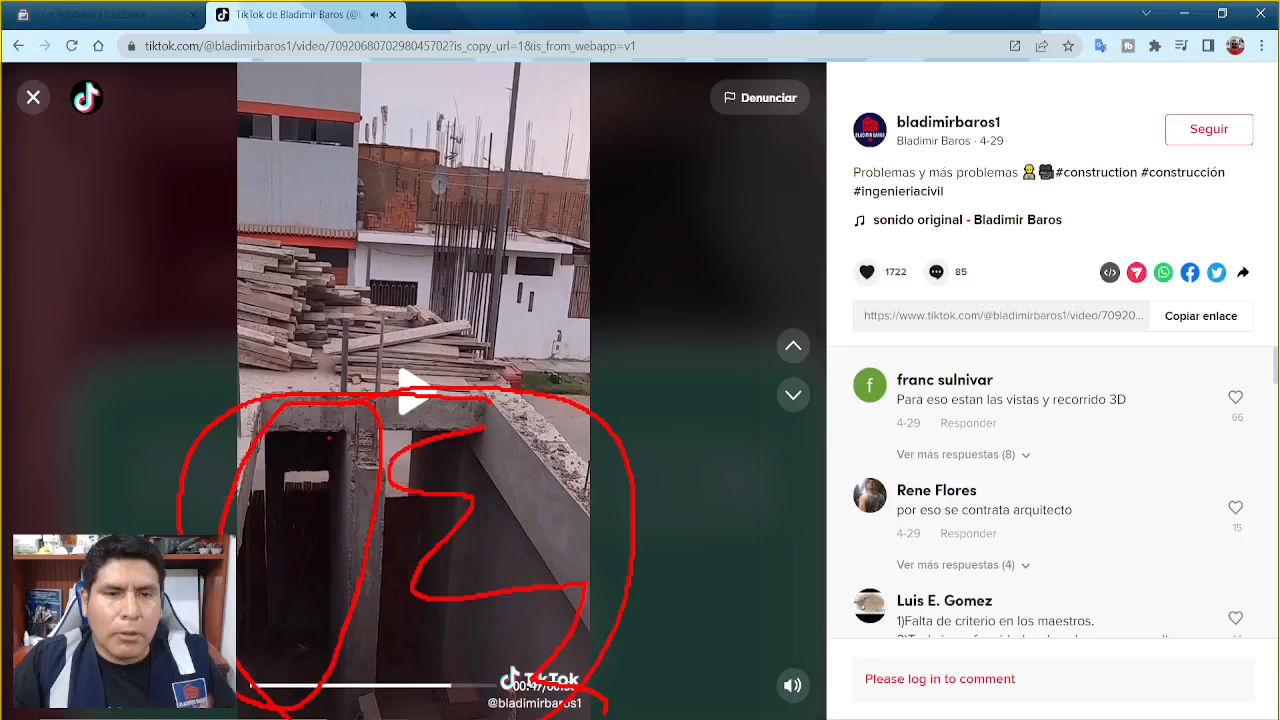 TikTok de Bladimir Baros (@
tiktok.com/@bladimirbaros1/video/7092068070298045702?is_copy_url=1&is_from_webapp=v1
Denunciar
bladimirbaros1
Seguir
Bladimir Baros · 4-29
Problemas y más problemas #construction #construcción
#ingenieriacivil
sonido original - Bladimir Baros
1722
85
https://www.tiktok.com/@bladimirbaros1/video/70920...
Copiar enlace
franc sulnivar
Para eso estan las vistas y recorrido 3D
66
4-29 Responder
Ver más respuestas (8)
Rene Flores
por eso se contrata arquitecto
15
4-29 Responder
Ver más respuestas (4)
Luis E. Gomez
1)Falta de criterio en los maestros.
TikTok
@bladimirbaros1
Please log in to comment
BLADIMIR BAROS